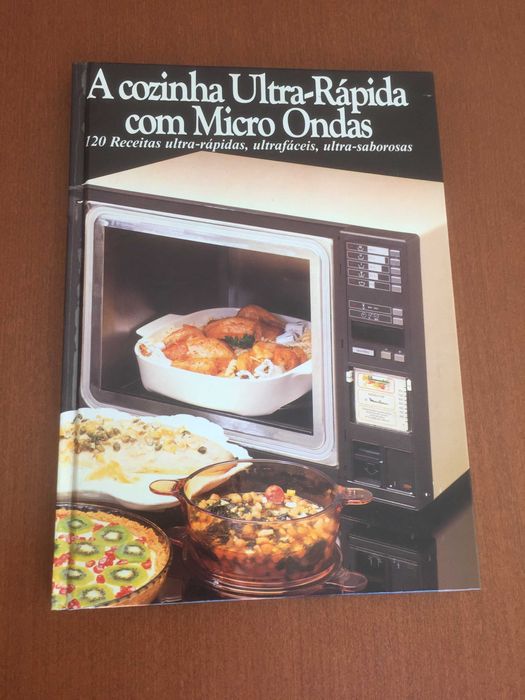 A cozinha Ultra-Rápida
com Micro Ondas
120 Receitas ultra-rápidas, ultrafáceis, ultra-saborosas